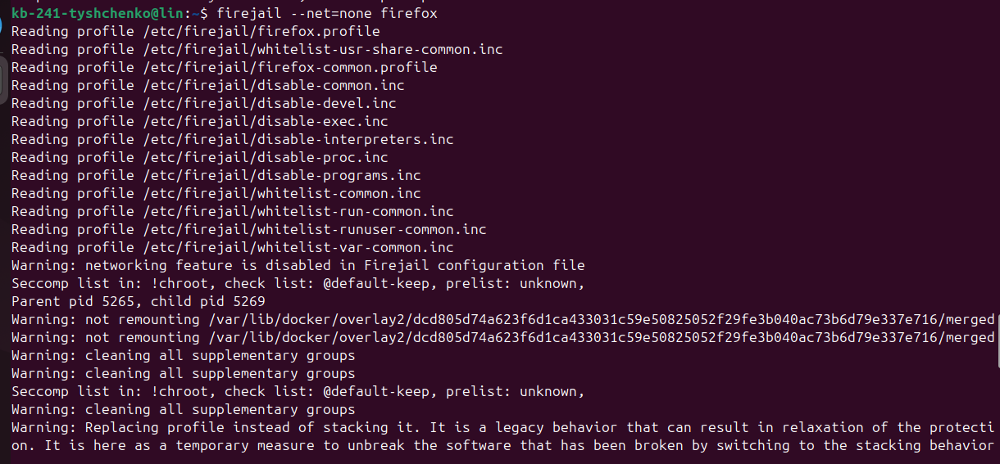 kb-241-tyshchenko@lin:~$ firejail --net=none firefox
Reading profile /etc/firejail/firefox.profile
Reading profile /etc/firejail/whitelist-usr-share-common.inc
Reading profile /etc/firejail/firefox-common.profile
Reading profile /etc/firejail/disable-common.inc
Reading profile /etc/firejail/disable-devel.inc
Reading profile /etc/firejail/disable-exec.inc
Reading profile /etc/firejail/disable-interpreters.inc
Reading profile /etc/firejail/disable-proc.inc
Reading profile /etc/firejail/disable-programs.inc
Reading profile /etc/firejail/whitelist-common.inc
Reading profile /etc/firejail/whitelist-run-common.inc
Reading profile /etc/firejail/whitelist-runuser-common.inc
Reading profile /etc/firejail/whitelist-var-common.inc
Warning: networking feature is disabled in Firejail configuration file
Seccomp list in: !chroot, check list: @default-keep, prelist: unknown,
Parent pid 5265, child pid 5269
Warning: not remounting /var/lib/docker/overlay2/dcd805d74a623f6d1ca433031c59e50825052f29fe3b040ac73b6d79e337e716/merged
Warning: not remounting /var/lib/docker/overlay2/dcd805d74a623f6d1ca433031c59e50825052f29fe3b040ac73b6d79e337e716/merged
Warning: cleaning all supplementary groups
Warning: cleaning all supplementary groups
Seccomp list in: !chroot, check list: @default-keep, prelist: unknown,
Warning: cleaning all supplementary groups
Warning: Replacing profile instead of stacking it. It is a legacy behavior that can result in relaxation of the protecti
on. It is here as a temporary measure to unbreak the software that has been broken by switching to the stacking behavior